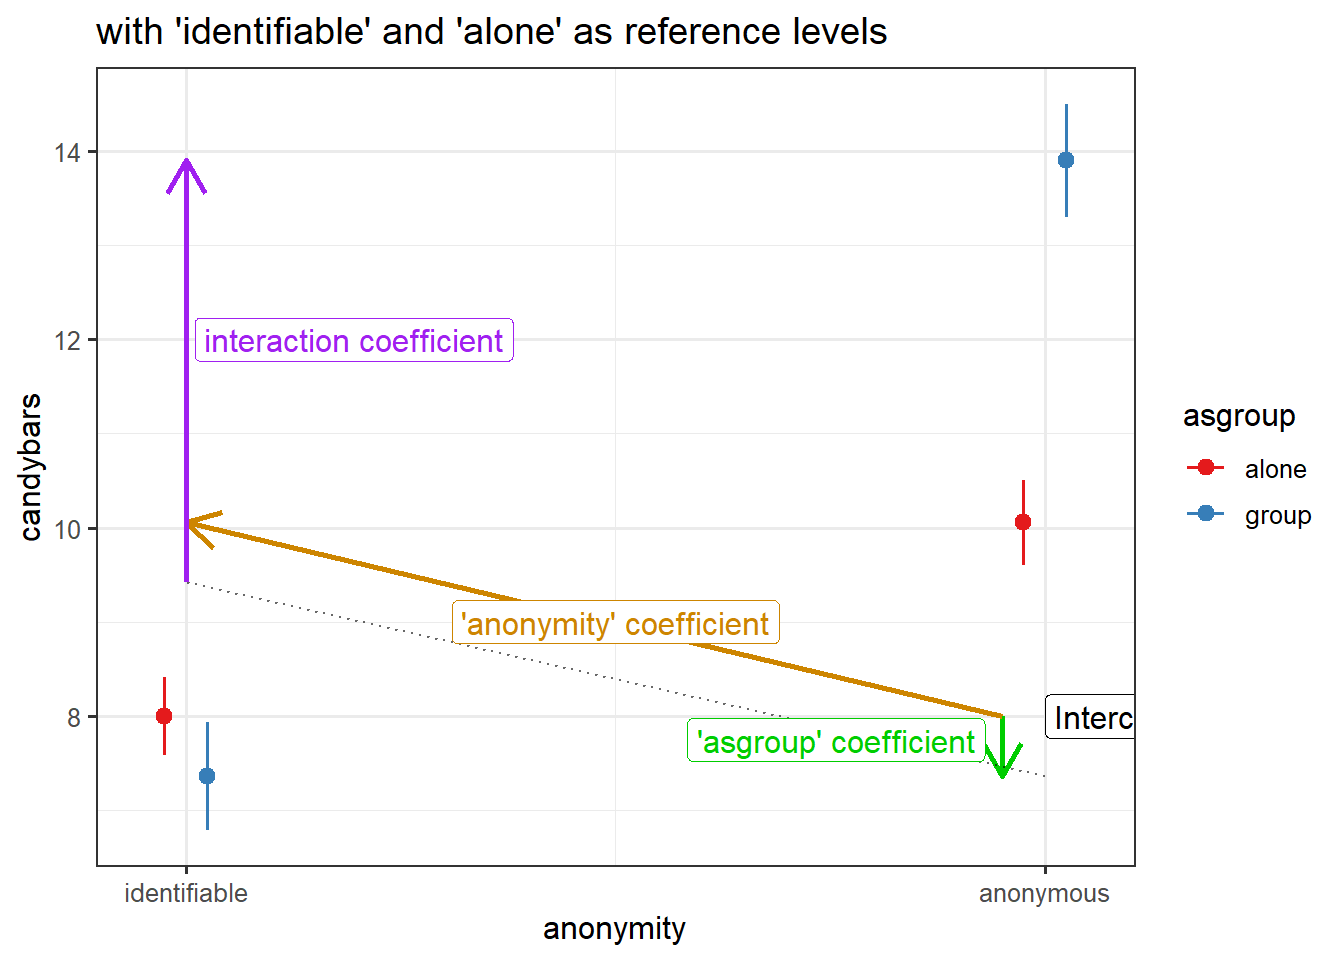 with 'identifiable' and 'alone' as reference levels
14
12
10
8
candybars
interaction coefficient
'anonymity' coefficient
'asgroup' coefficient
Interc
identifiable
anonymous
anonymity
asgroup
alone
group